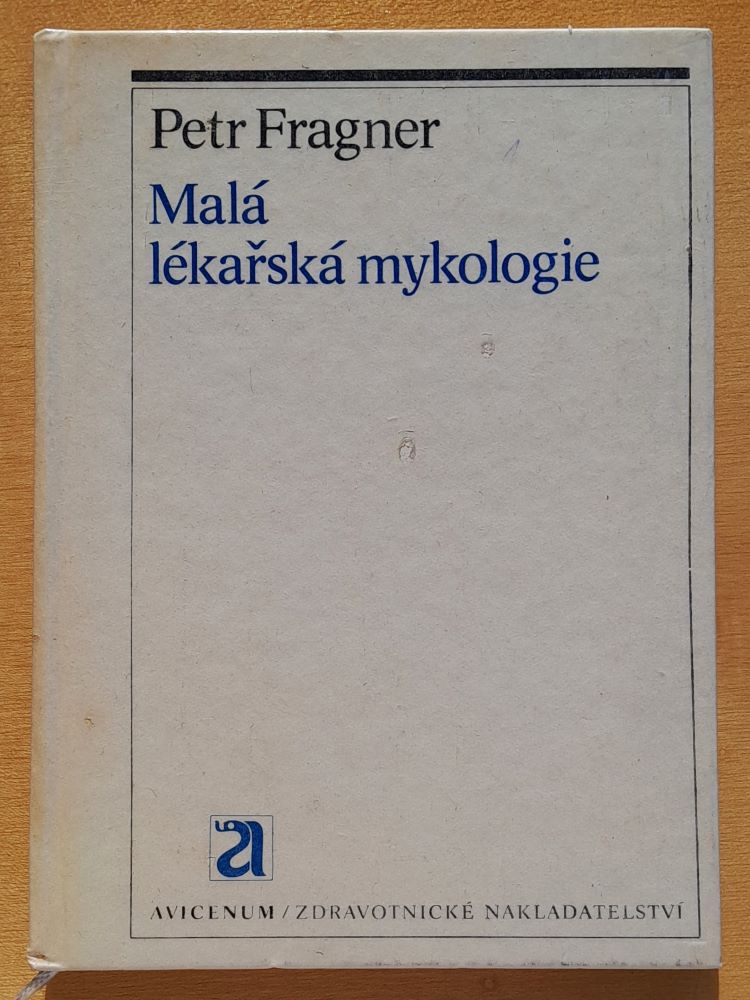 Petr Fragner
Malá
lékařská mykologie
AVICENUM / ZDRAVOTNICKÉ NAKLADATELSTVÍ